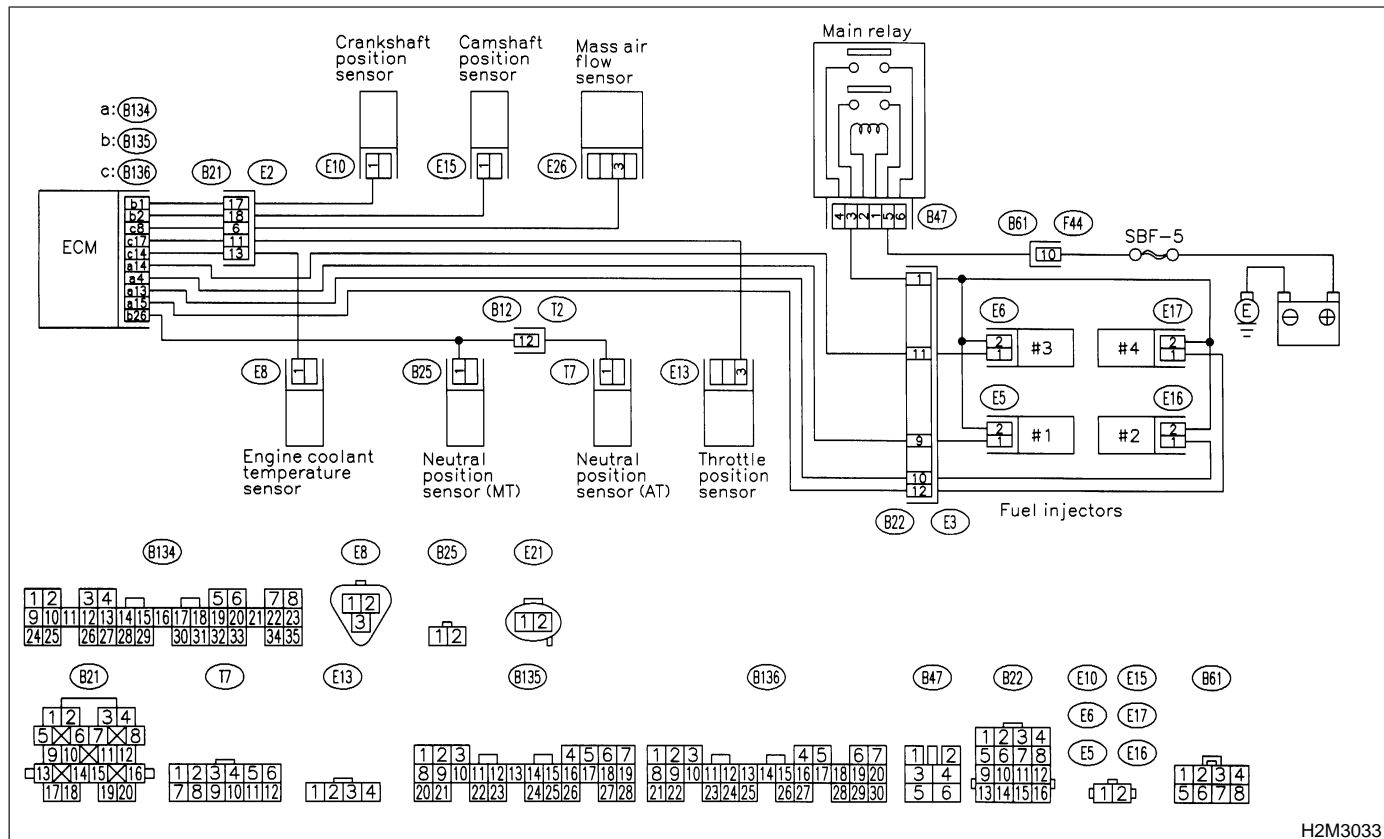 Main relay
Crankshaft position sensor
Camshaft position sensor
Mass air flow sensor
a: B134
b: B135
c: B136
B21 E2
E10 E15 E26
1 1 3
4 3 2 1 5 6
B47
B61 F44
SBF-5
10
ECM
b1 17
b2 18
c8 6
c17 11
c14 13
a14
a4
a13
a15
b26
B12 T2
12
1
11
9
10
12
E6 E17
2 1 #3 #4 2 1
E5 E16
2 1 #1 #2 2 1
E ⊖ ⊕
E8 B25 T7 E13
1 1 1 3
Engine coolant temperature sensor
Neutral position sensor (MT)
Neutral position sensor (AT)
Throttle position sensor
B22 E3
Fuel injectors
B134 E8 B25 E21
1 2 3 4 5 6 7 8
9 10 11 12 13 14 15 16 17 18 19 20 21 22 23
24 25 26 27 28 29 30 31 32 33 34 35
1 2
3
1 2
1 2
B21 T7 E13 B135 B136 B47 B22 E10 E15 B61
E6 E17
E5 E16
1 2 3 4
5 6 7 8
9 10 11 12
13 14 15 16
17 18 19 20
1 2 3 4 5 6
7 8 9 10 11 12
1 2 3 4
1 2 3 4 5 6 7
8 9 10 11 12 13 14 15 16 17 18 19
20 21 22 23 24 25 26 27 28
1 2 3 4 5 6 7
8 9 10 11 12 13 14 15 16 17 18 19 20
21 22 23 24 25 26 27 28 29 30
1 2
3 4
5 6
1 2 3 4
5 6 7 8
9 10 11 12
13 14 15 16
1 2
1 2 3 4
5 6 7 8
H2M3033